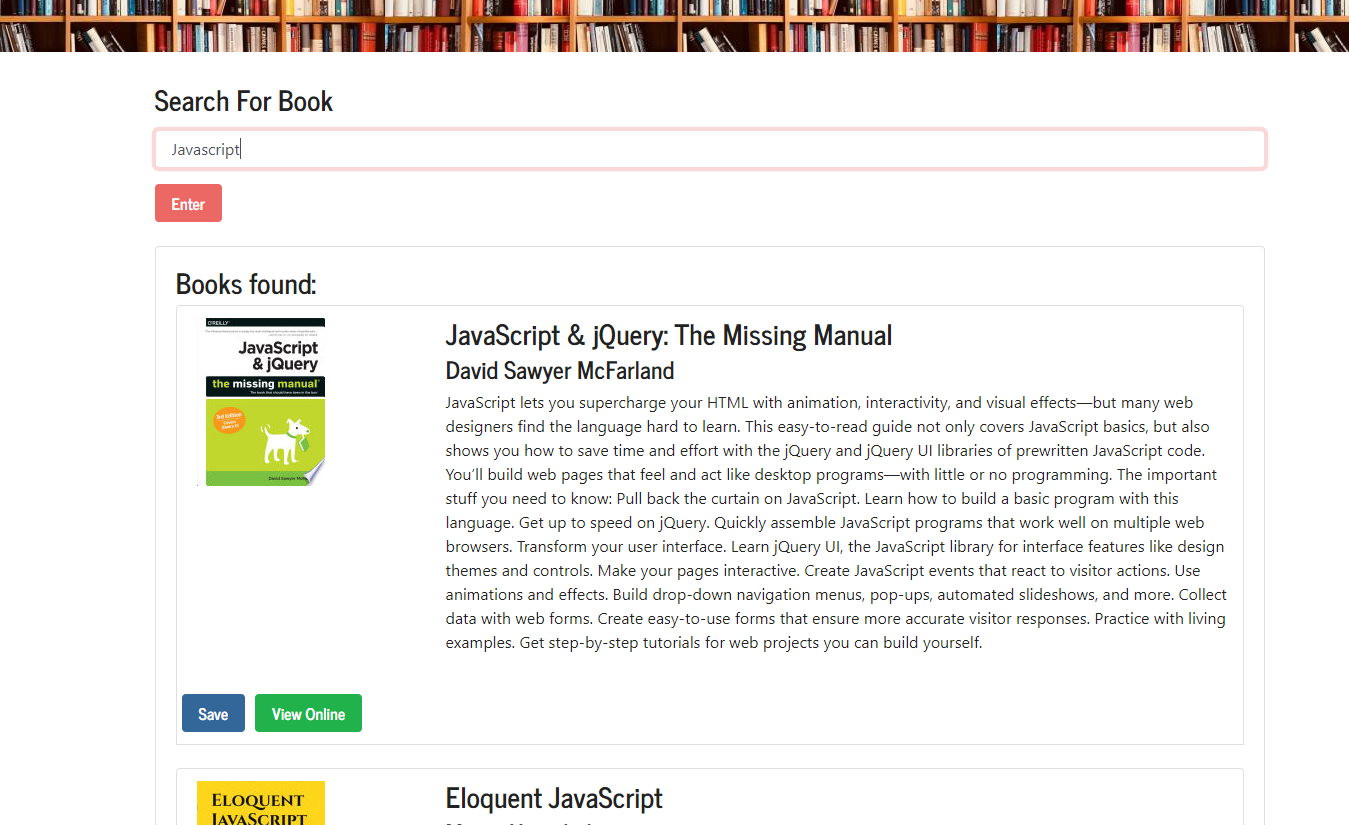 Search For Book
Javascript
Enter
Books found:
O'REILLY
JavaScript
& jQuery
the missing manual
The book that should have been in the box
3rd Edition
David Sawyer
JavaScript & jQuery: The Missing Manual
David Sawyer McFarland
JavaScript lets you supercharge your HTML with animation, interactivity, and visual effects—but many web
designers find the language hard to learn. This easy-to-read guide not only covers JavaScript basics, but also
shows you how to save time and effort with the jQuery and jQuery UI libraries of prewritten JavaScript code.
You’ll build web pages that feel and act like desktop programs—with little or no programming. The important
stuff you need to know: Pull back the curtain on JavaScript. Learn how to build a basic program with this
language. Get up to speed on jQuery. Quickly assemble JavaScript programs that work well on multiple web
browsers. Transform your user interface. Learn jQuery UI, the JavaScript library for interface features like design
themes and controls. Make your pages interactive. Create JavaScript events that react to visitor actions. Use
animations and effects. Build drop-down navigation menus, pop-ups, automated slideshows, and more. Collect
data with web forms. Create easy-to-use forms that ensure more accurate visitor responses. Practice with living
examples. Get step-by-step tutorials for web projects you can build yourself.
Save
View Online
ELOQUENT
JAVASCRIPT
Eloquent JavaScript